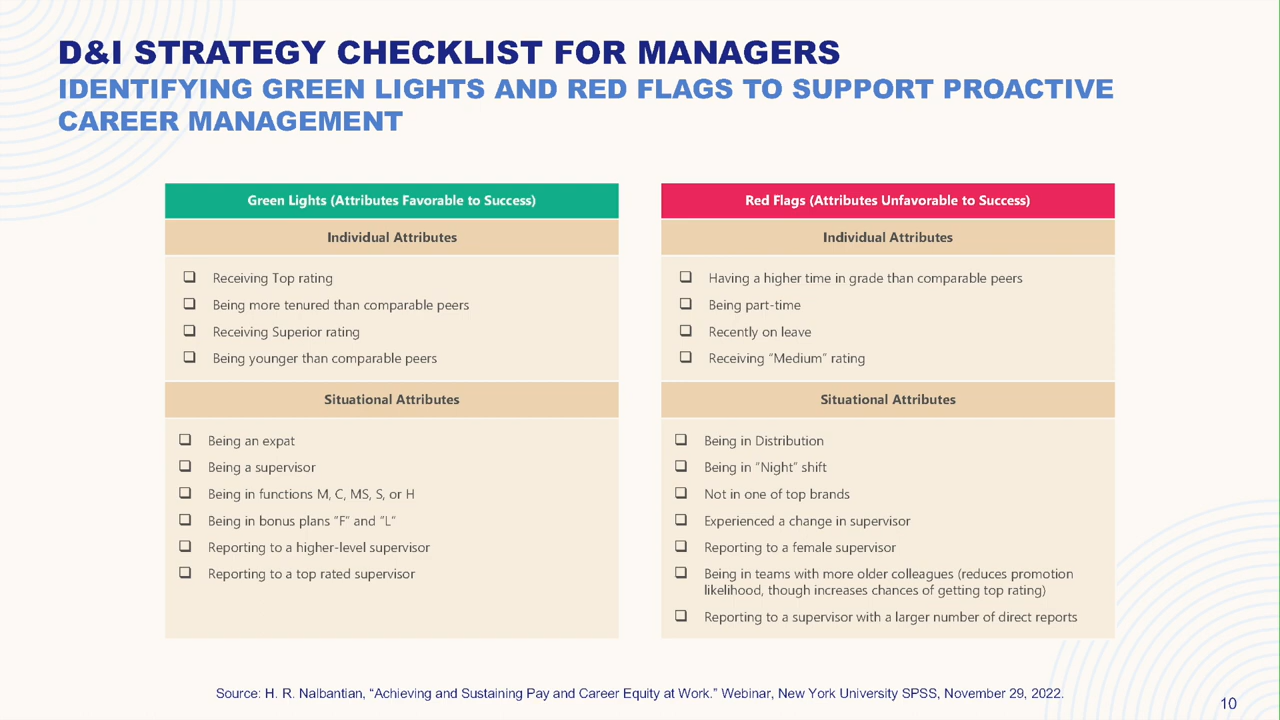 D&I STRATEGY CHECKLIST FOR MANAGERS
IDENTIFYING GREEN LIGHTS AND RED FLAGS TO SUPPORT PROACTIVE
CAREER MANAGEMENT
Green Lights (Attributes Favorable to Success)
Individual Attributes
Receiving Top rating
Being more tenured than comparable peers
Receiving Superior rating
Being younger than comparable peers
Situational Attributes
Being an expat
Being a supervisor
Being in functions M, C, MS, S, or H
Being in bonus plans “F” and “L”
Reporting to a higher-level supervisor
Reporting to a top rated supervisor
Red Flags (Attributes Unfavorable to Success)
Individual Attributes
Having a higher time in grade than comparable peers
Being part-time
Recently on leave
Receiving “Medium” rating
Situational Attributes
Being in Distribution
Being in “Night” shift
Not in one of top brands
Experienced a change in supervisor
Reporting to a female supervisor
Being in teams with more older colleagues (reduces promotion
likelihood, though increases chances of getting top rating)
Reporting to a supervisor with a larger number of direct reports
Source: H. R. Nalbantian, “Achieving and Sustaining Pay and Career Equity at Work.” Webinar, New York University SPSS, November 29, 2022.
10